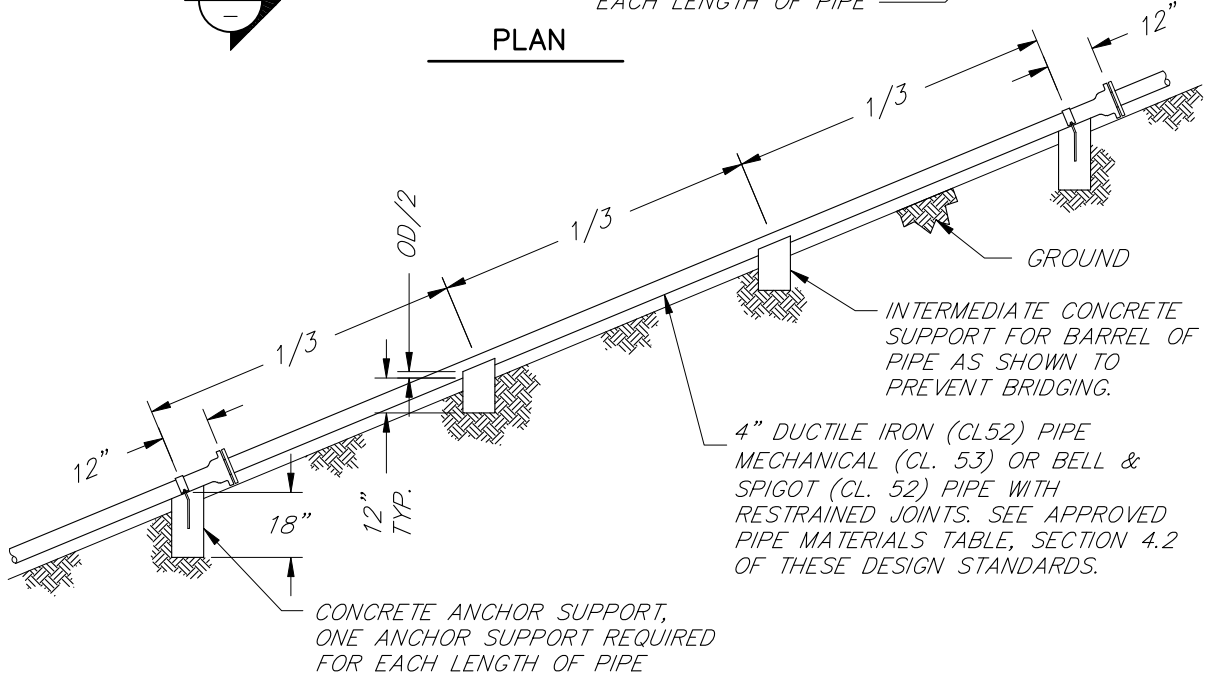 EACH LENGTH OF PIPE
PLAN
12"
1/3
1/3
OD/2
GROUND
1/3
INTERMEDIATE CONCRETE
SUPPORT FOR BARREL OF
PIPE AS SHOWN TO
PREVENT BRIDGING.
4" DUCTILE IRON (CL52) PIPE
MECHANICAL (CL. 53) OR BELL &
SPIGOT (CL. 52) PIPE WITH
RESTRAINED JOINTS. SEE APPROVED
PIPE MATERIALS TABLE, SECTION 4.2
OF THESE DESIGN STANDARDS.
12"
18"
12"
TYP.
CONCRETE ANCHOR SUPPORT,
ONE ANCHOR SUPPORT REQUIRED
FOR EACH LENGTH OF PIPE